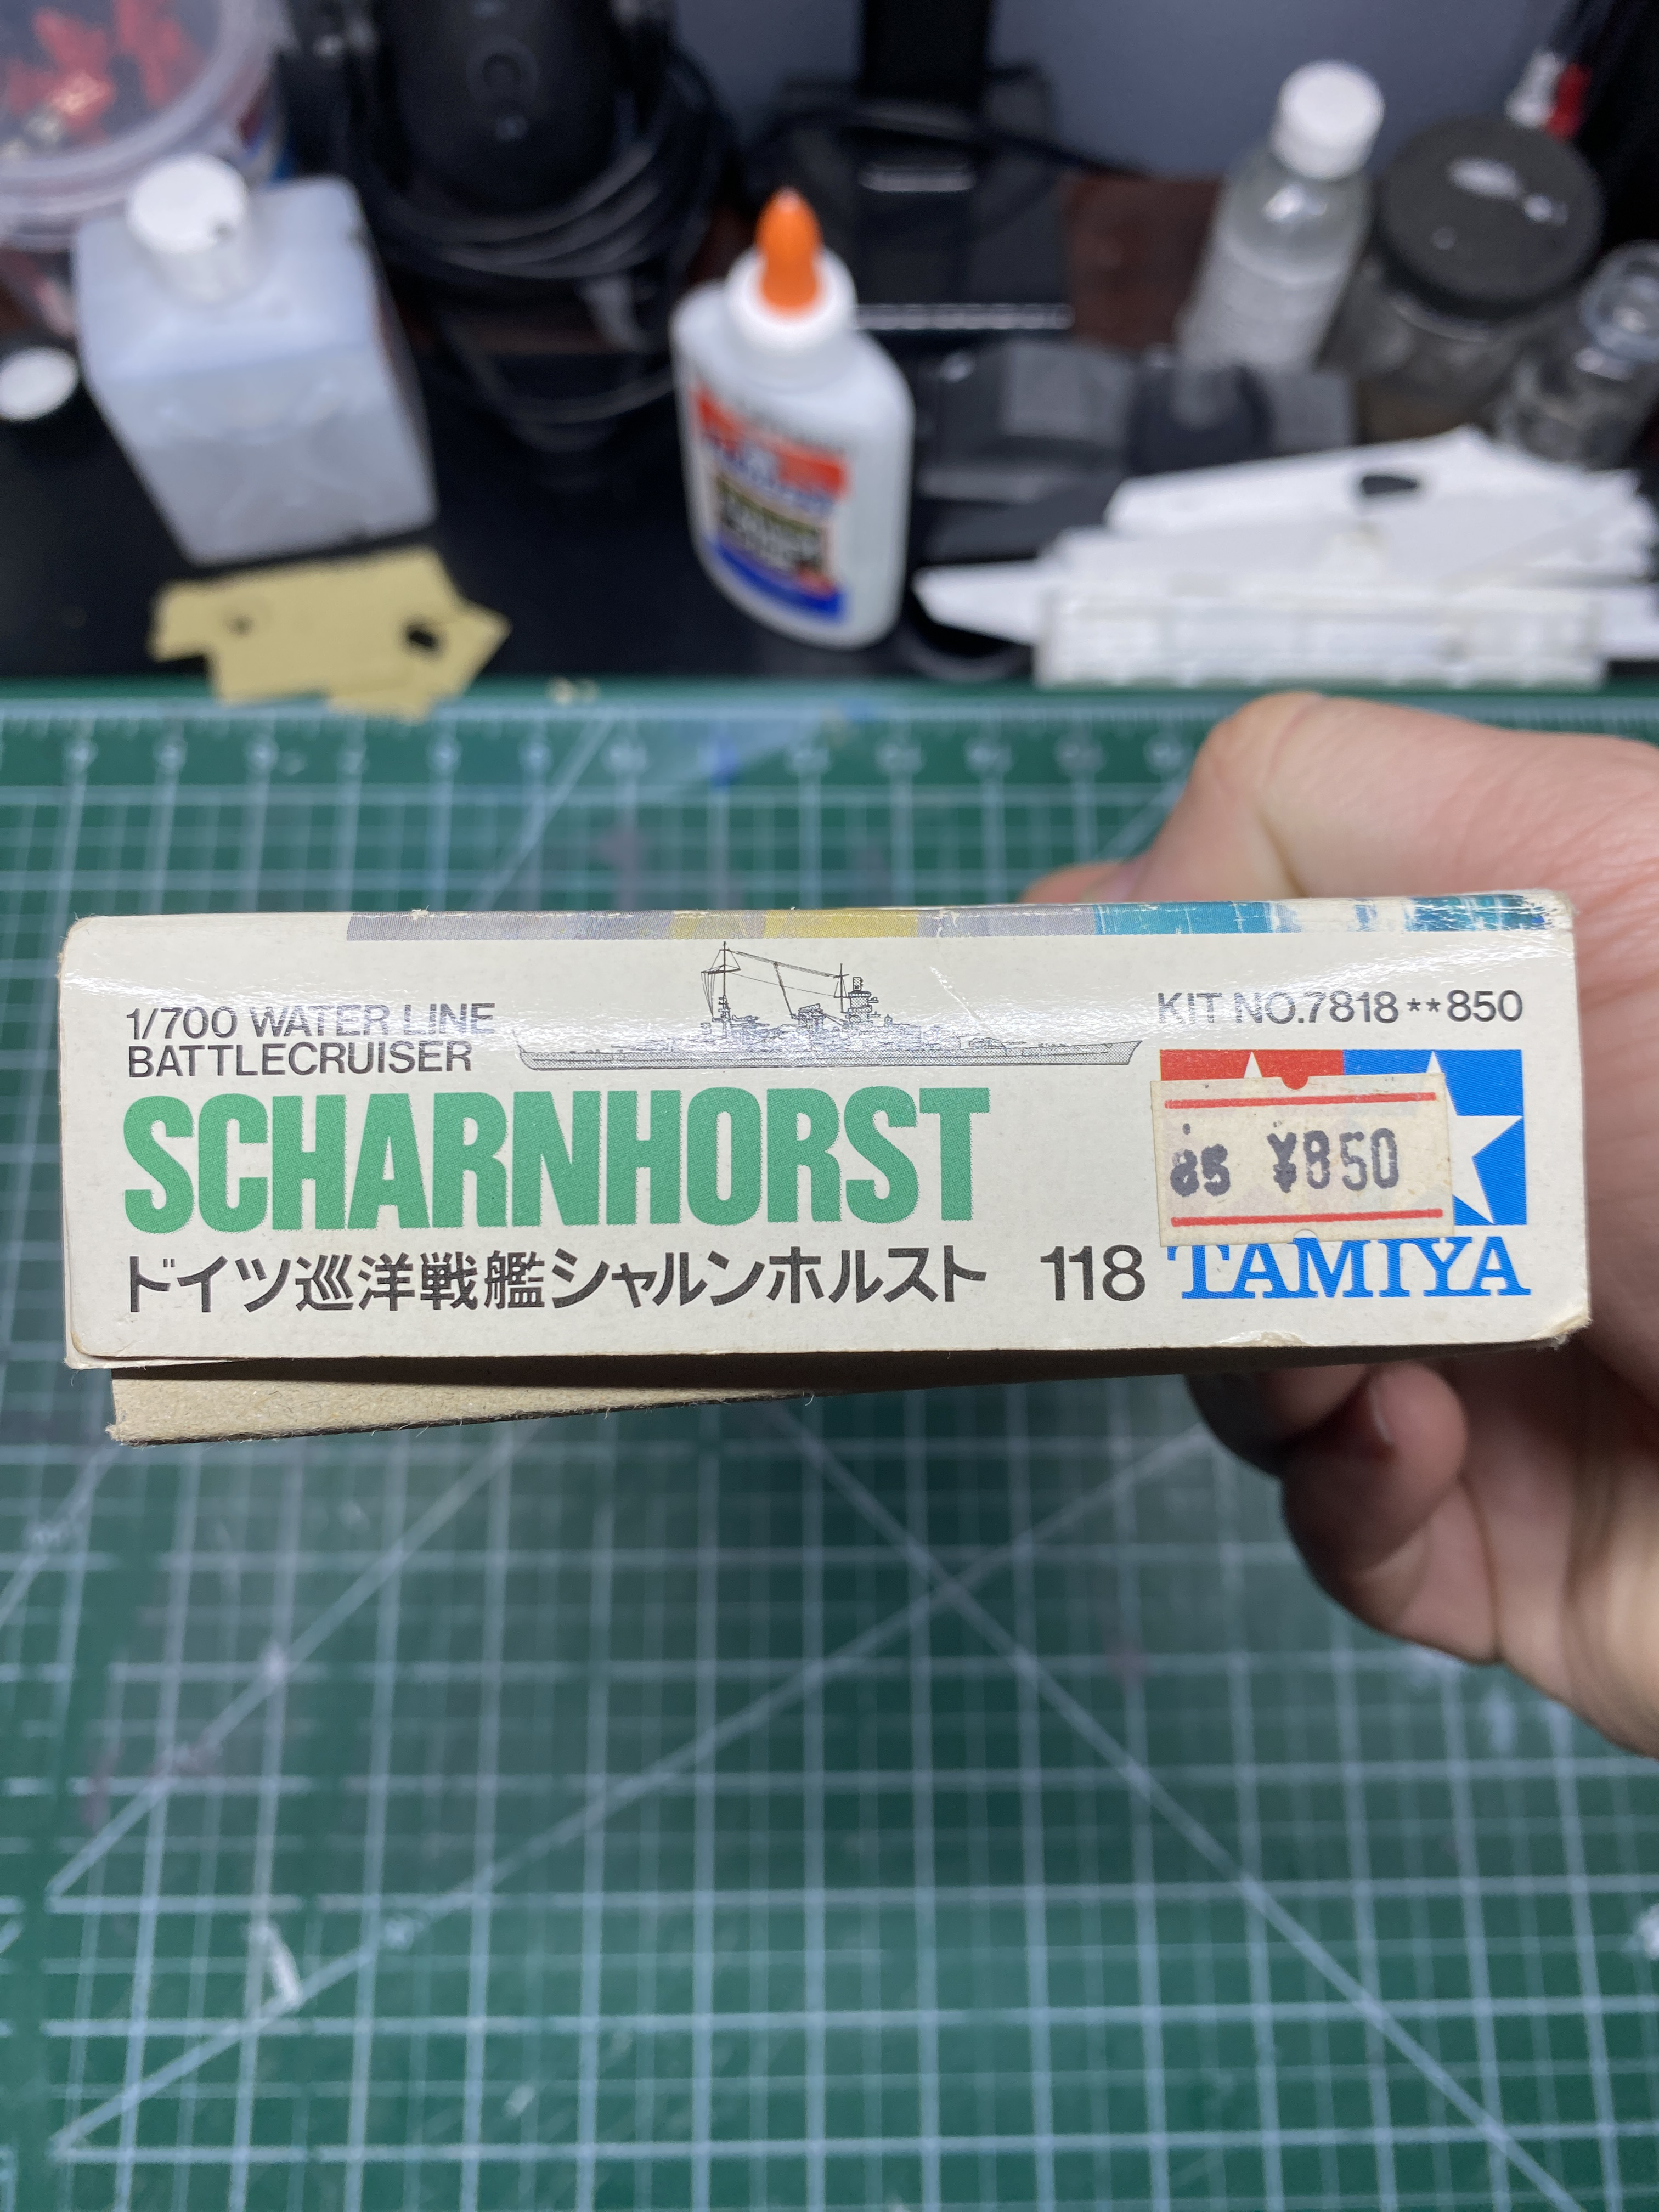 1/700 WATER LINE
BATTLECRUISER
KIT NO.7818**850
SCHARNHORST
85 ¥850
ドイツ巡洋戦艦シャルンホルスト 118
TAMIYA